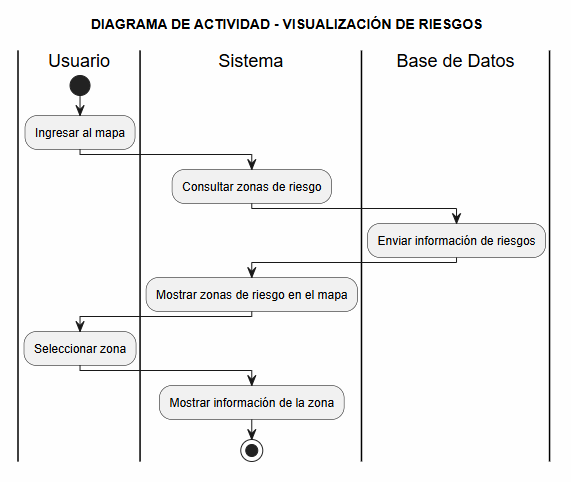 DIAGRAMA DE ACTIVIDAD - VISUALIZACIÓN DE RIESGOS
Usuario
Sistema
Base de Datos
Ingresar al mapa
Consultar zonas de riesgo
Enviar información de riesgos
Mostrar zonas de riesgo en el mapa
Seleccionar zona
Mostrar información de la zona